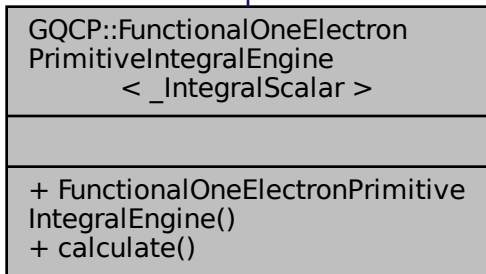 GQCP::FunctionalOneElectron
PrimitiveIntegralEngine
< _IntegralScalar >
+ FunctionalOneElectronPrimitive
IntegralEngine()
+ calculate()